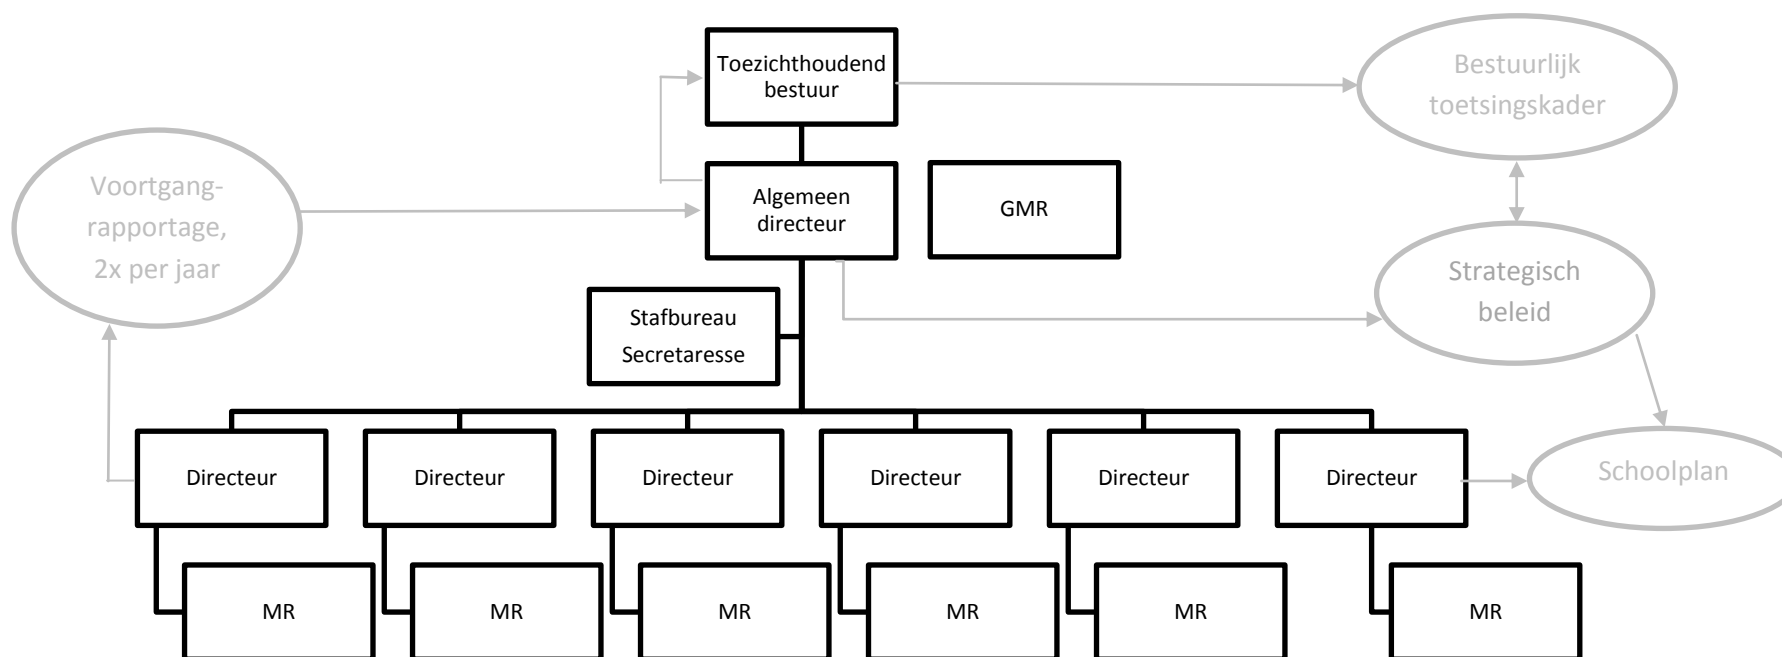 Toezichthoudend
bestuur
Bestuurlijk
toetsingskader
Voortgang-
rapportage,
2x per jaar
Algemeen
directeur
GMR
Strategisch
beleid
Stafbureau
Secretaresse
Directeur
Directeur
Directeur
Directeur
Directeur
Directeur
Schoolplan
MR
MR
MR
MR
MR
MR